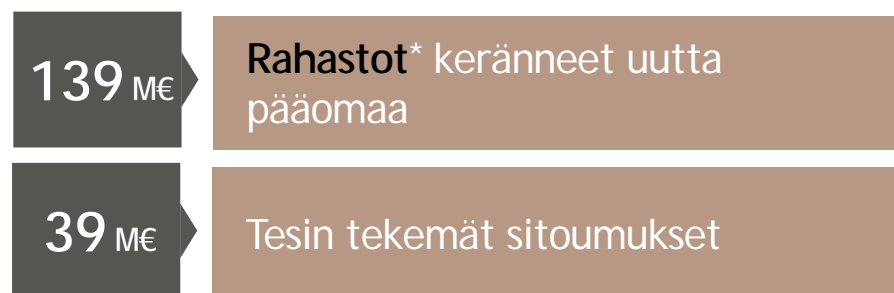 139 M€
Rahastot* keränneet uutta
pääomaa
39 M€
Tesin tekemät sitoumukset